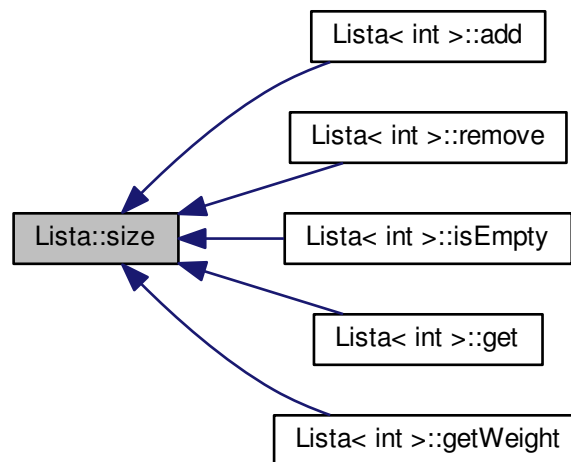 Lista< int >::add
Lista< int >::remove
Lista::size
Lista< int >::isEmpty
Lista< int >::get
Lista< int >::getWeight